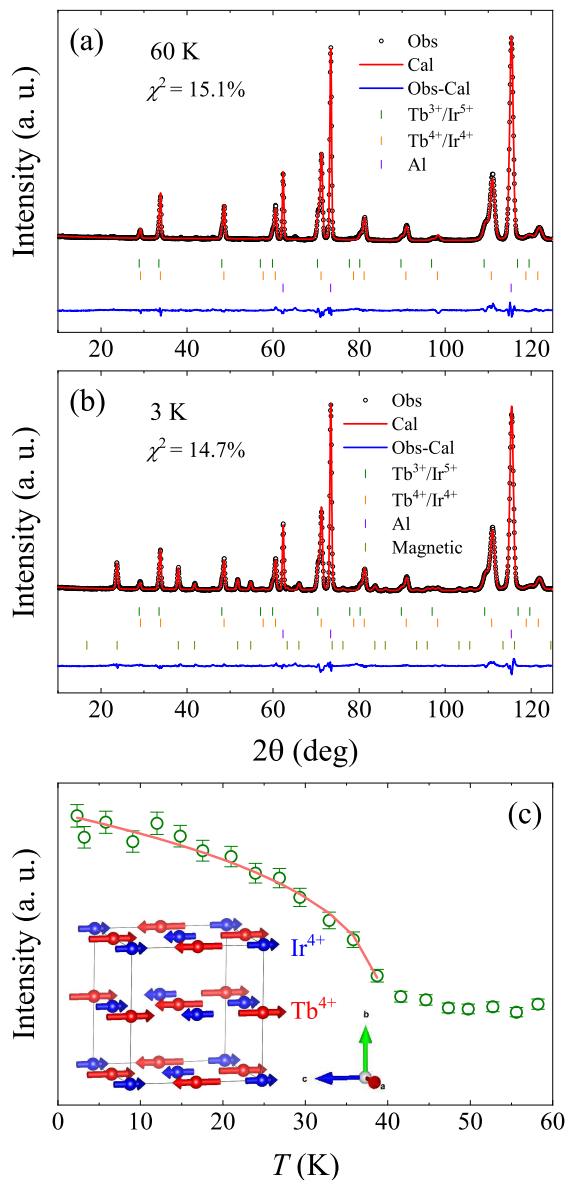 (a)
60 K
χ² = 15.1%
Obs
Cal
Obs-Cal
Tb³⁺/Ir⁵⁺
Tb⁴⁺/Ir⁴⁺
Al
Intensity (a. u.)
20 40 60 80 100 120
(b)
3 K
χ² = 14.7%
Obs
Cal
Obs-Cal
Tb³⁺/Ir⁵⁺
Tb⁴⁺/Ir⁴⁺
Al
Magnetic
Intensity (a. u.)
20 40 60 80 100 120
2θ (deg)
(c)
Intensity (a. u.)
Ir⁴⁺
Tb⁴⁺
b
c
a
0 10 20 30 40 50 60
T (K)